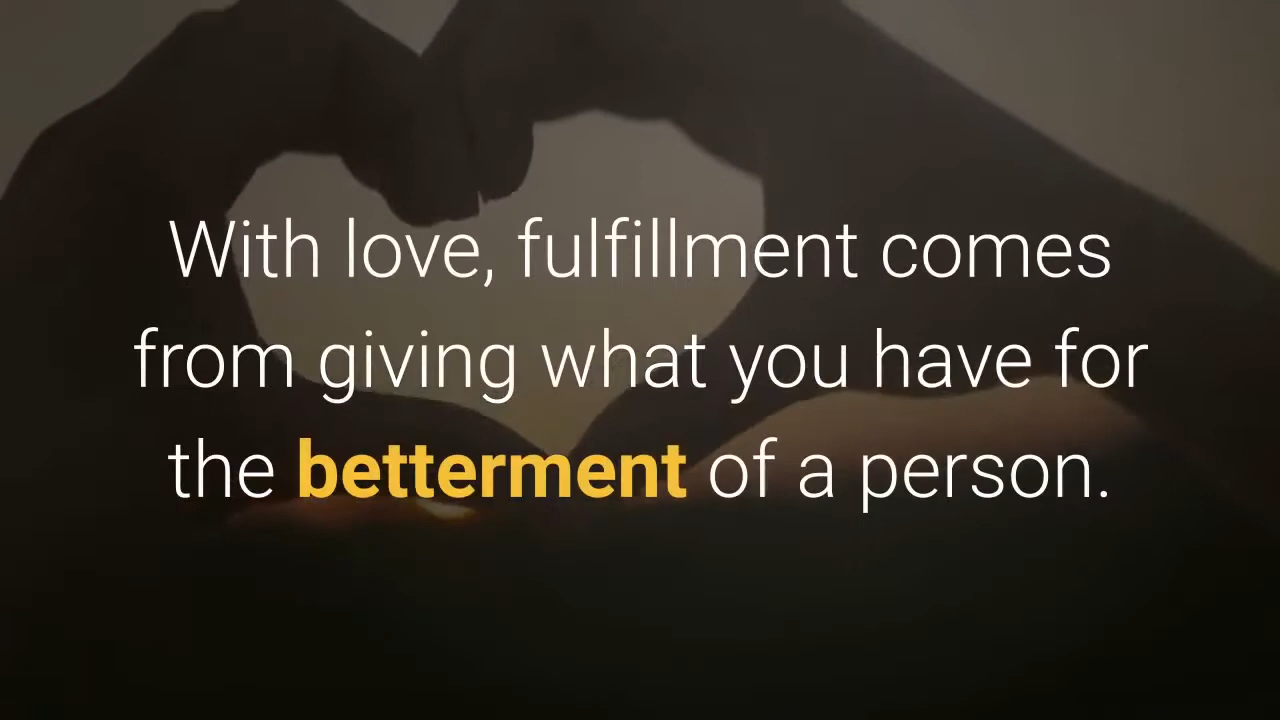 With love, fulfillment comes
from giving what you have for
the betterment of a person.